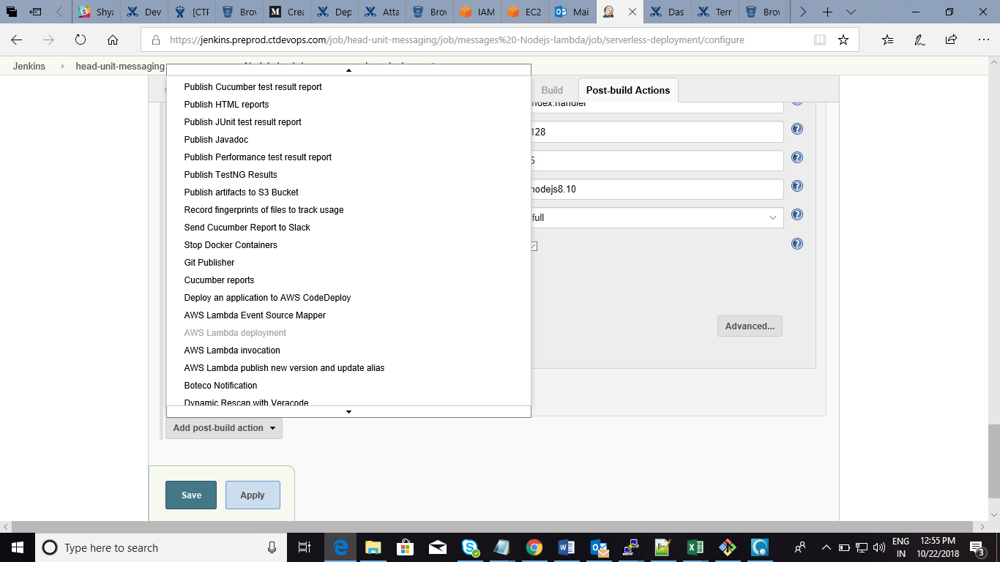 Shya
Dev
[CTF
Brov
Crea
Dep
Atta
Brov
IAM
EC2
Mai
Das
Terr
Brov
https://jenkins.preprod.ctdevops.com/job/head-unit-messaging/job/messages%20-Nodejs-lambda/job/serverless-deployment/configure
Jenkins
head-unit-messaging
Build
Post-build Actions
Publish Cucumber test result report
Publish HTML reports
Publish JUnit test result report
Publish Javadoc
Publish Performance test result report
Publish TestNG Results
Publish artifacts to S3 Bucket
Record fingerprints of files to track usage
Send Cucumber Report to Slack
Stop Docker Containers
Git Publisher
Cucumber reports
Deploy an application to AWS CodeDeploy
AWS Lambda Event Source Mapper
AWS Lambda deployment
AWS Lambda invocation
AWS Lambda publish new version and update alias
Boteco Notification
Dynamic Rescan with Veracode
index.handler
128
5
nodejs8.10
full
Advanced...
Add post-build action
Save
Apply
Type here to search
ENG
IN
12:55 PM
10/22/2018
3